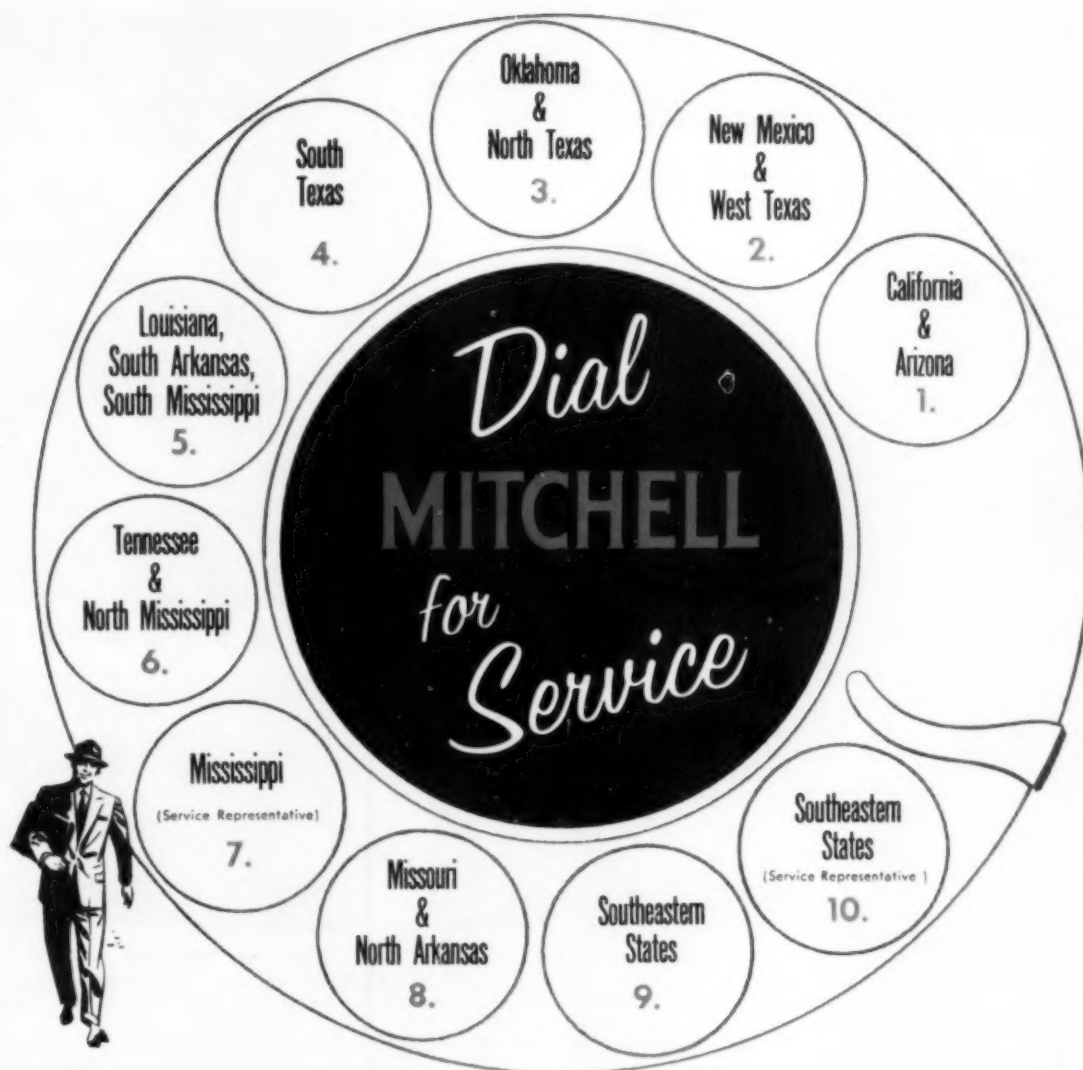 Dial
MITCHELL
for
Service
California
&
Arizona
1.
New Mexico
&
West Texas
2.
Oklahoma
&
North Texas
3.
South
Texas
4.
Louisiana,
South Arkansas,
South Mississippi
5.
Tennessee
&
North Mississippi
6.
Mississippi
(Service Representative)
7.
Missouri
&
North Arkansas
8.
Southeastern
States
9.
Southeastern
States
(Service Representative )
10.